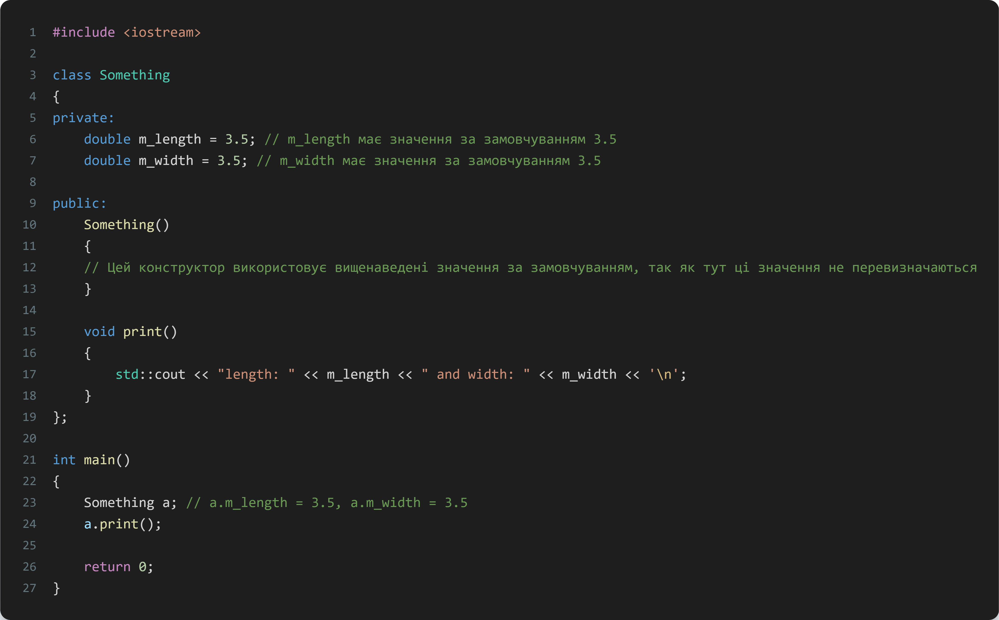 1 #include <iostream>
2
3 class Something
4 {
5 private:
6     double m_length = 3.5; // m_length має значення за замовчуванням 3.5
7     double m_width = 3.5; // m_width має значення за замовчуванням 3.5
8
9 public:
10     Something()
11     {
12     // Цей конструктор використовує вищенаведені значення за замовчуванням, так як тут ці значення не перевизначаються
13     }
14
15     void print()
16     {
17         std::cout << "length: " << m_length << " and width: " << m_width << '\n';
18     }
19 };
20
21 int main()
22 {
23     Something a; // a.m_length = 3.5, a.m_width = 3.5
24     a.print();
25
26     return 0;
27 }